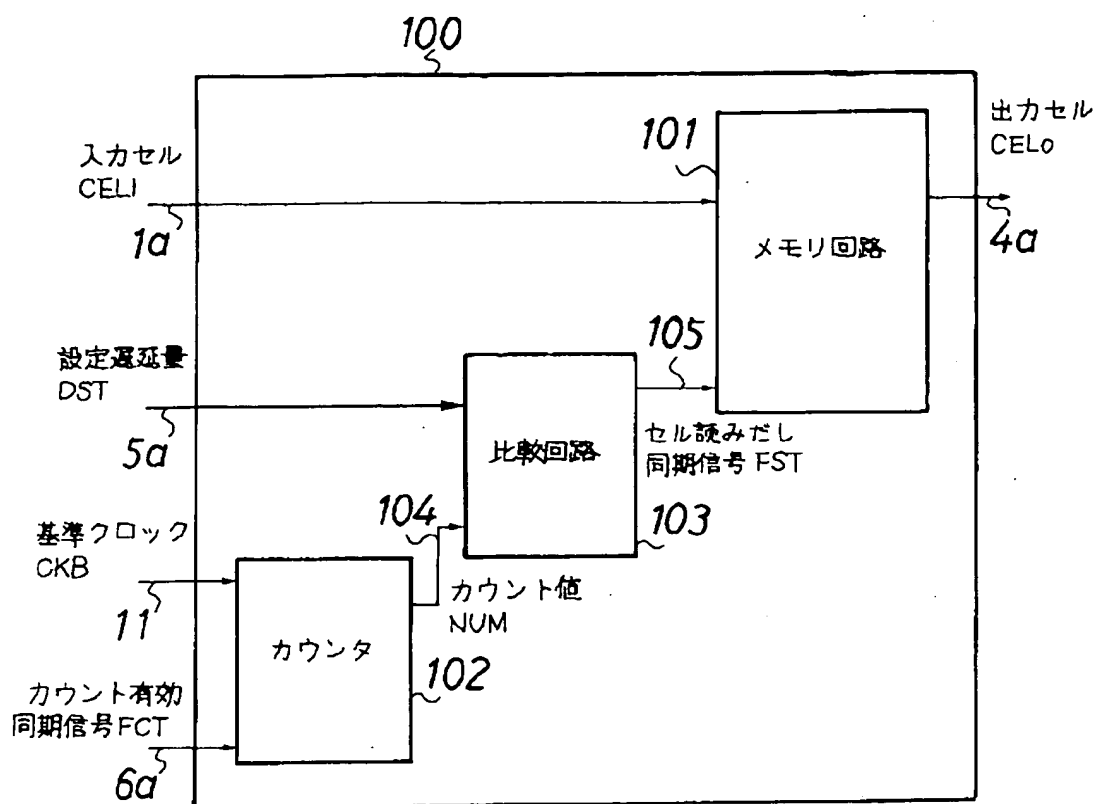 100
出力セル
CELO
101
入力セル
CELI
1a
メモリ回路
4a
設定遅延量
DST
105
5a
比較回路
セル読みだし
同期信号 FST
104
103
基準クロック
CKB
カウント値
NUM
11
カウンタ
102
カウント有効
同期信号 FCT
6a